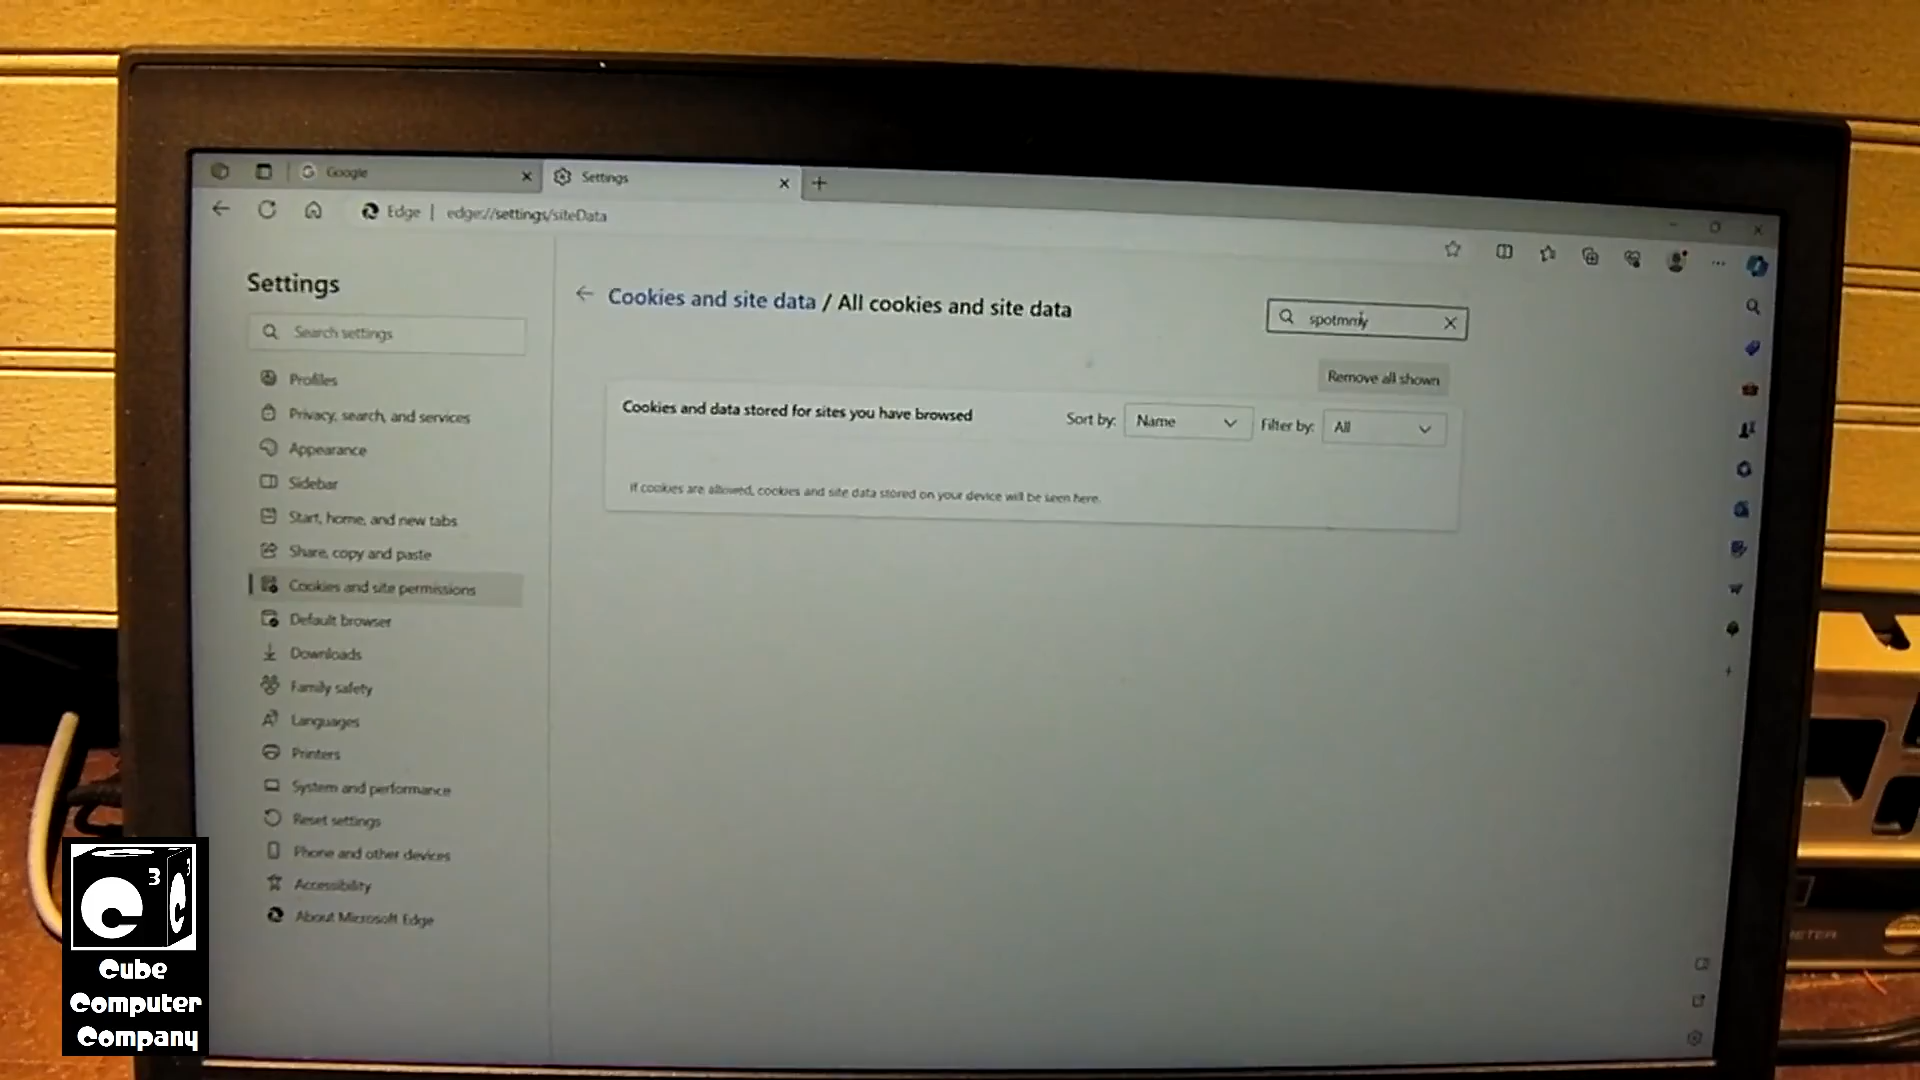 Google
Settings
Edge | edge://settings/siteData
Settings
Search settings
Profiles
Privacy, search, and services
Appearance
Sidebar
Start, home, and new tabs
Share, copy and paste
Cookies and site permissions
Default browser
Downloads
Family safety
Languages
Printers
System and performance
Reset settings
Phone and other devices
Accessibility
About Microsoft Edge
Cookies and site data / All cookies and site data
Remove all shown
Cookies and data stored for sites you have browsed
Sort by: Name
Filter by: All
If cookies are allowed, cookies and site data stored on your device will be seen here.
C3
Cube
Computer
Company